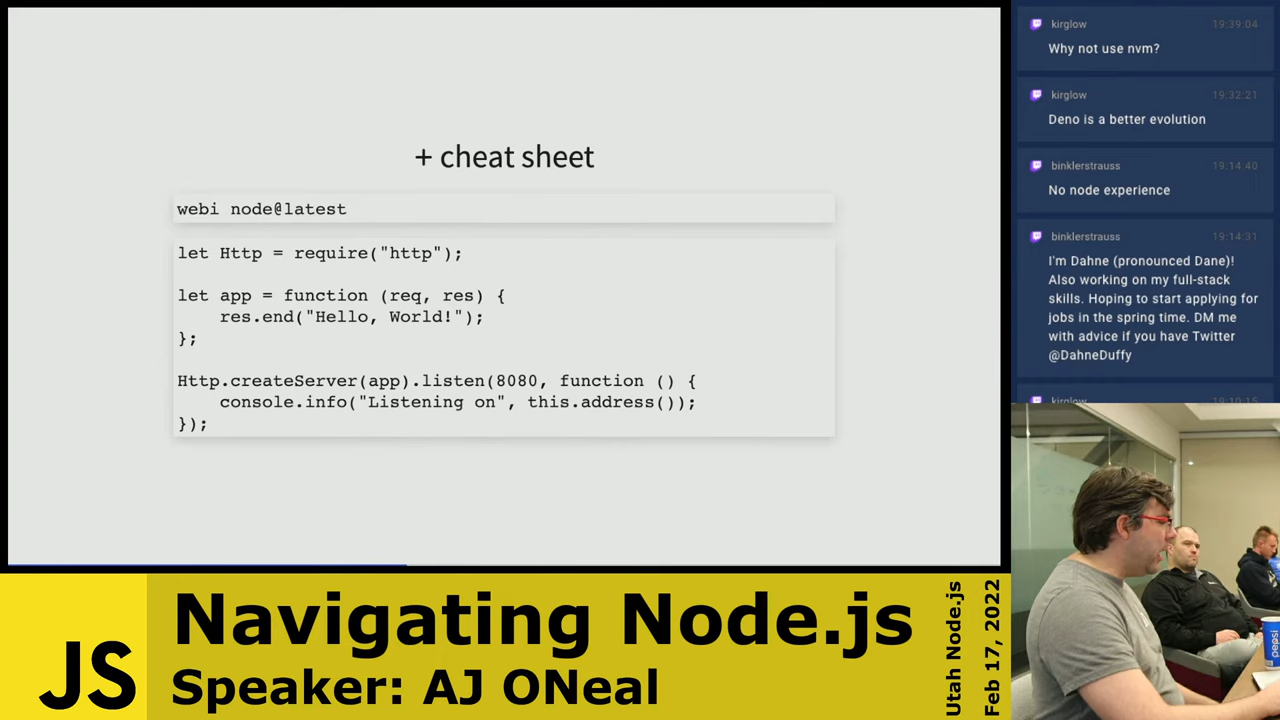 + cheat sheet
webi node@latest
let Http = require("http");
let app = function (req, res) {
res.end("Hello, World!");
};
Http.createServer(app).listen(8080, function () {
console.info("Listening on", this.address());
});
kirglow 19:39:04
Why not use nvm?
kirglow 19:32:21
Deno is a better evolution
binklerstrauss 19:14:40
No node experience
binklerstrauss 19:14:31
I'm Dahne (pronounced Dane)!
Also working on my full-stack
skills. Hoping to start applying for
jobs in the spring time. DM me
with advice if you have Twitter
@DahneDuffy
kirglow 19:10:15
pepsi
JS
Navigating Node.js
Speaker: AJ ONeal
Utah Node.js
Feb 17, 2022